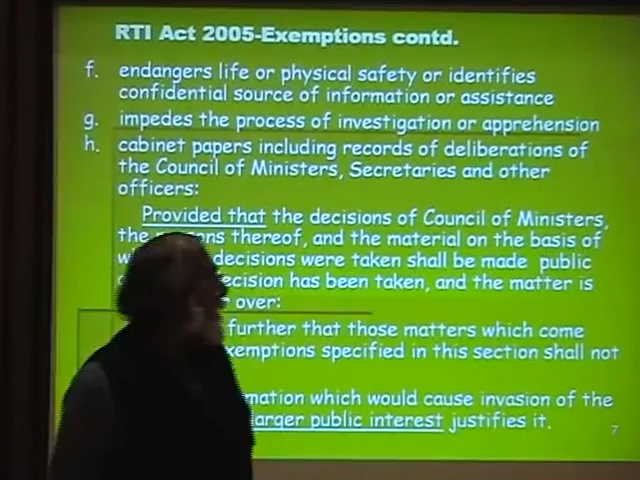 RTI Act 2005-Exemptions contd.
f. endangers life or physical safety or identifies
confidential source of information or assistance
g. impedes the process of investigation or apprehension
h. cabinet papers including records of deliberations of
the Council of Ministers, Secretaries and other
officers:
Provided that the decisions of Council of Ministers,
the thereof, and the material on the basis of
decisions were taken shall be made public
has been taken, and the matter is
over:
further that those matters which come
exemptions specified in this section shall not
which would cause invasion of the
larger public interest justifies it.
7